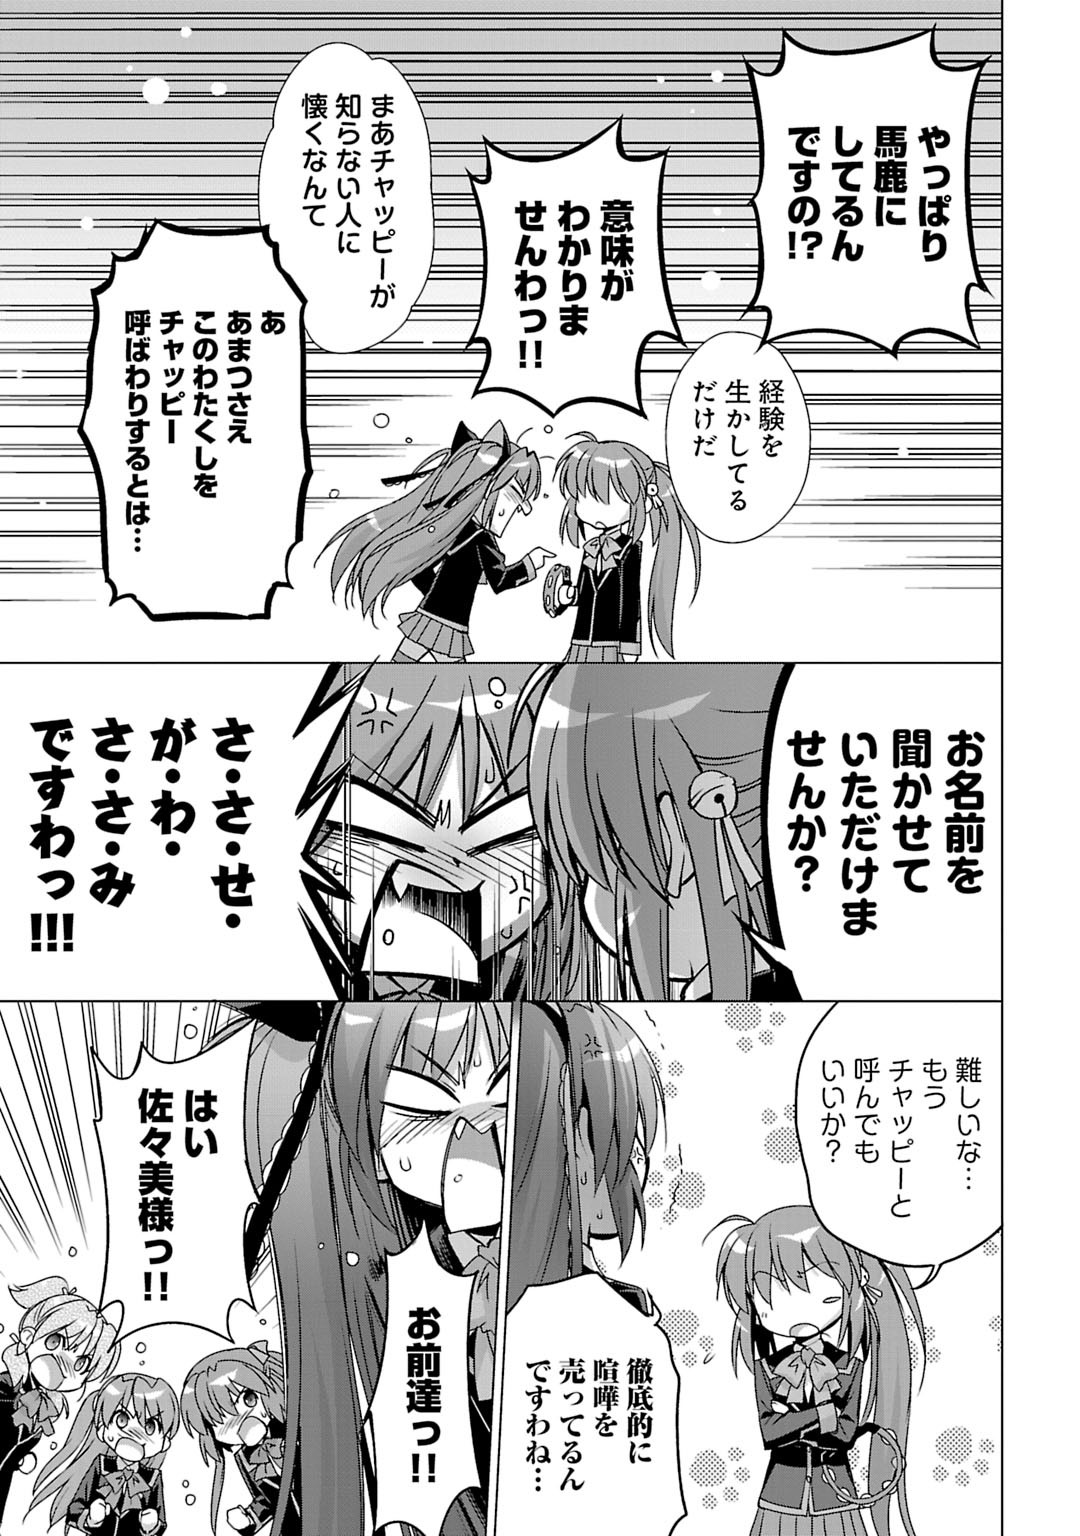 やっぱり
馬鹿に
してるん
ですの!?
経験を
生かしてる
だけだ
意味が
わかりま
せんわっ!!
まあチャッピーが
知らない人に
懐くなんて
あ
あまつさえ
このわたくしを
チャッピー
呼ばわりするとは…
お名前を
聞かせて
いただけま
せんか?
さ・さ・せ・
が・わ・
さ・さ・み
ですわっ!!!
難しいな…
もう
チャッピーと
呼んでも
いいか?
徹底的に
喧嘩を
売ってるん
ですわね…
お前達っ!!
はい
佐々美様っ!!